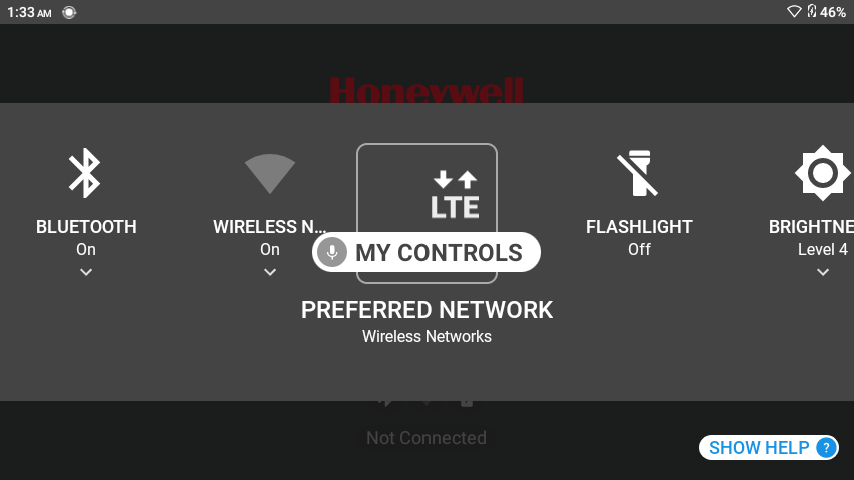 1:33 AM
46%
Honeywell
LTE
BLUETOOTH
On
WIRELESS N...
On
MY CONTROLS
FLASHLIGHT
Off
BRIGHTNE
Level 4
PREFERRED NETWORK
Wireless Networks
Not Connected
SHOW HELP ?